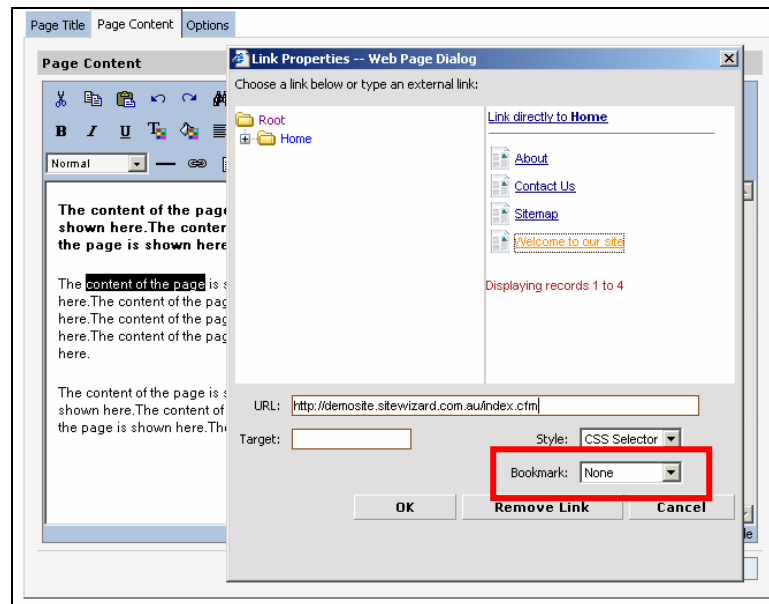 Page Title Page Content Options
Page Content
Link Properties -- Web Page Dialog
Choose a link below or type an external link:
Root
Home
Link directly to Home
About
Contact Us
Sitemap
Welcome to our site
Displaying records 1 to 4
B I U
Normal
The content of the page
shown here.The
the page is shown here
The content of the page is
here.The content of the
here.The content of the
here.The content of the
here.
The content of the page is
shown here.The content of
the page is shown here.
URL: http://demosite.sitewizard.com.au/index.cfm
Target:
Style: CSS Selector
Bookmark: None
OK Remove Link Cancel